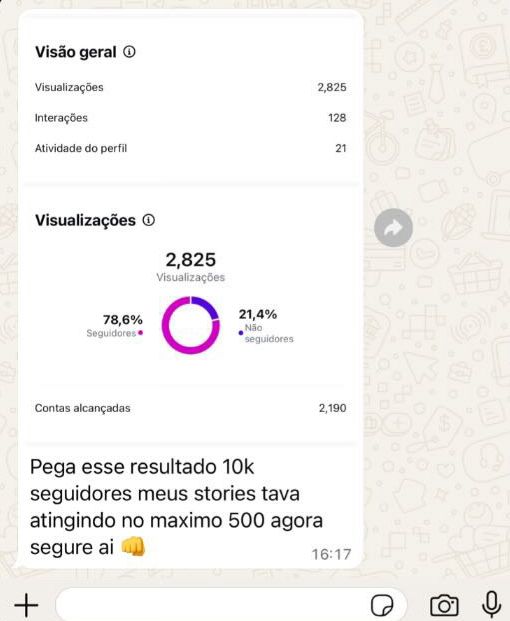 Visão geral
Visualizações 2,825
Interações 128
Atividade do perfil 21
Visualizações
2,825
Visualizações
78,6%
Seguidores
21,4%
Não
seguidores
Contas alcançadas 2,190
Pega esse resultado 10k
seguidores meus stories tava
atingindo no maximo 500 agora
segure ai 👊
16:17